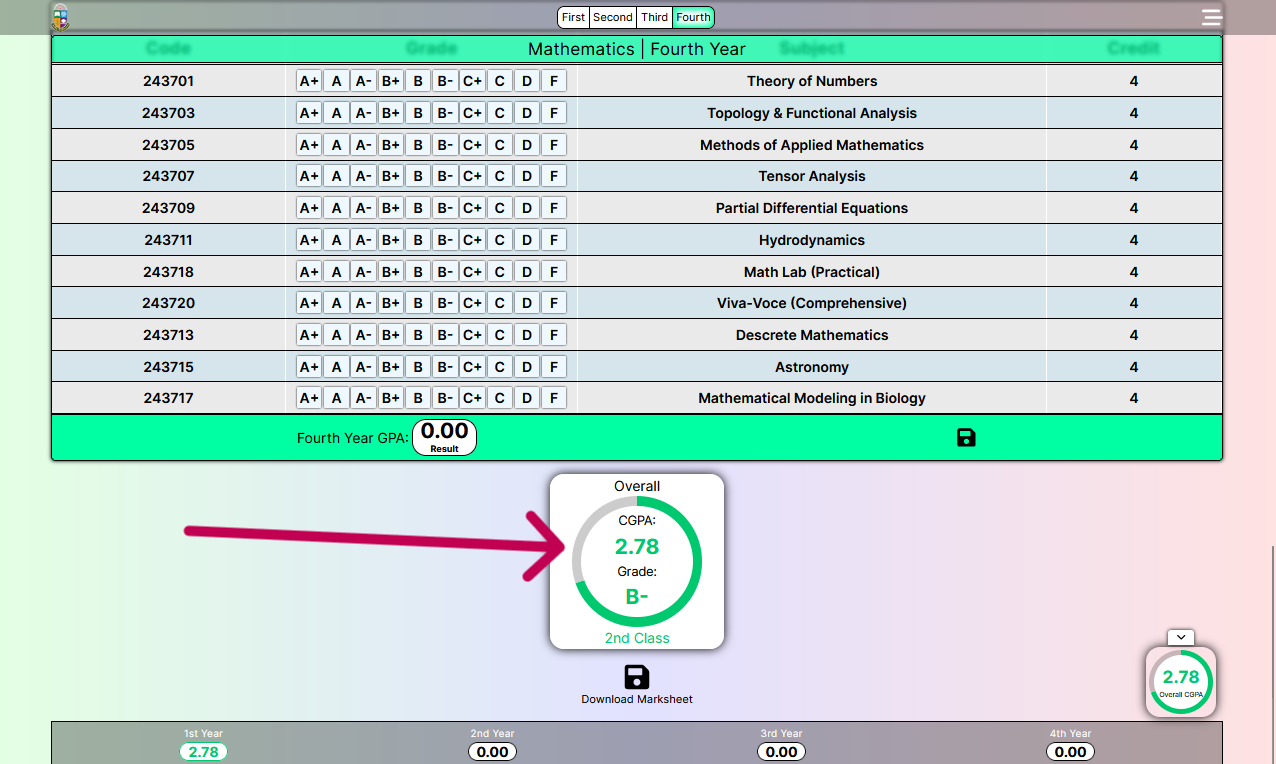 First Second Third Fourth
Code Grade Mathematics | Fourth Year Subject Credit
243701 A+ A A- B+ B B- C+ C D F Theory of Numbers 4
243703 A+ A A- B+ B B- C+ C D F Topology & Functional Analysis 4
243705 A+ A A- B+ B B- C+ C D F Methods of Applied Mathematics 4
243707 A+ A A- B+ B B- C+ C D F Tensor Analysis 4
243709 A+ A A- B+ B B- C+ C D F Partial Differential Equations 4
243711 A+ A A- B+ B B- C+ C D F Hydrodynamics 4
243718 A+ A A- B+ B B- C+ C D F Math Lab (Practical) 4
243720 A+ A A- B+ B B- C+ C D F Viva-Voce (Comprehensive) 4
243713 A+ A A- B+ B B- C+ C D F Descrete Mathematics 4
243715 A+ A A- B+ B B- C+ C D F Astronomy 4
243717 A+ A A- B+ B B- C+ C D F Mathematical Modeling in Biology 4
Fourth Year GPA: 0.00
Result
Overall
CGPA:
2.78
Grade:
B-
2nd Class
Download Marksheet
2.78
Overall CGPA
1st Year 2nd Year 3rd Year 4th Year
2.78 0.00 0.00 0.00